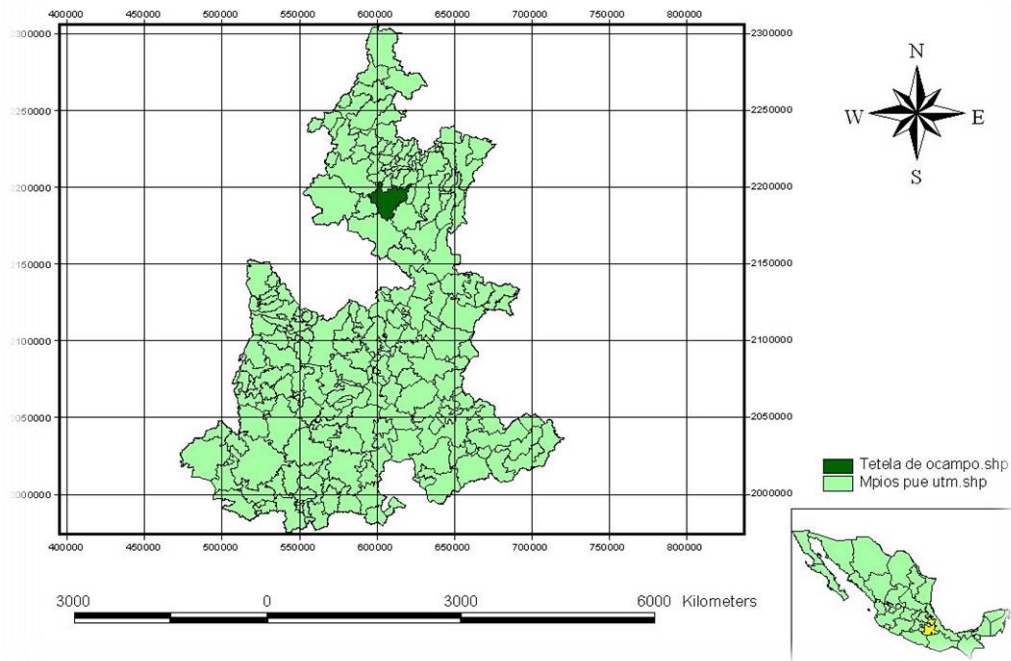 400000 450000 500000 550000 600000 650000 700000 750000 800000
2300000 2300000
2250000 2250000
2200000 2200000
2150000 2150000
2100000 2100000
2050000 2050000
2000000 2000000
400000 450000 500000 550000 600000 650000 700000 750000 800000
N
W E
S
Tetela de ocampo.shp
Mpios pue utm.shp
3000 0 3000 6000 Kilometers